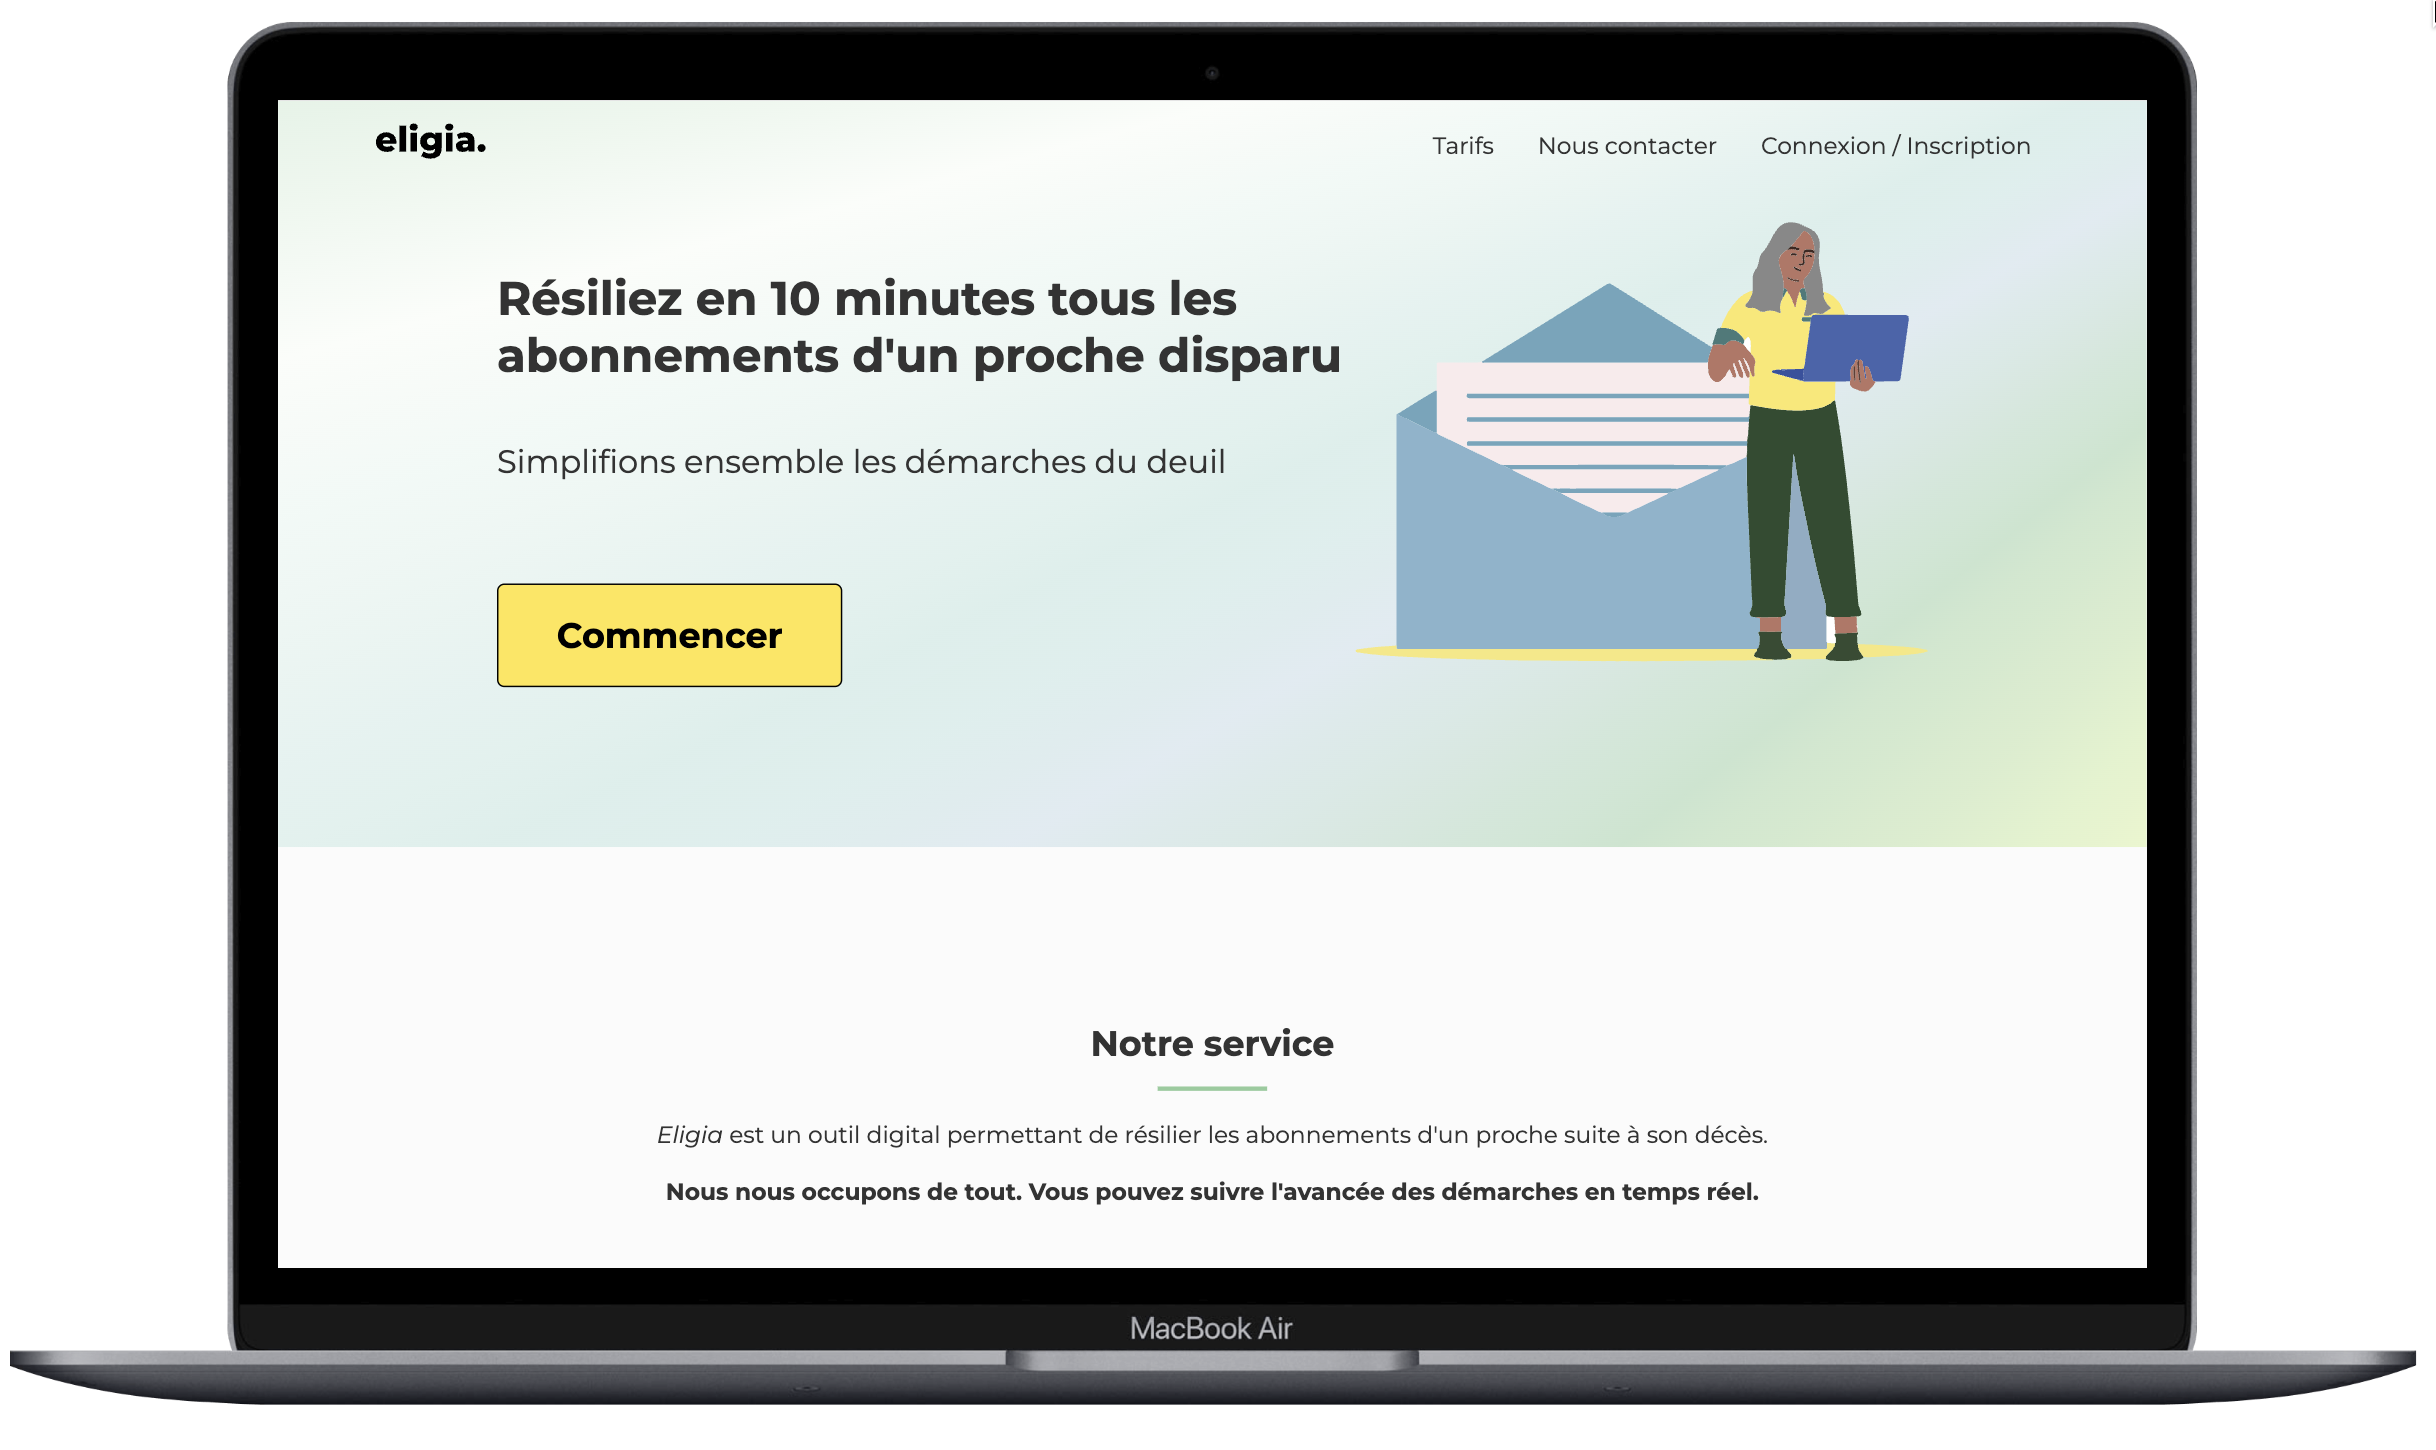 eligia.
Tarifs Nous contacter Connexion / Inscription
Résiliez en 10 minutes tous les
abonnements d'un proche disparu
Simplifions ensemble les démarches du deuil
Commencer
Notre service
Eligia est un outil digital permettant de résilier les abonnements d'un proche suite à son décès.
Nous nous occupons de tout. Vous pouvez suivre l'avancée des démarches en temps réel.
MacBook Air